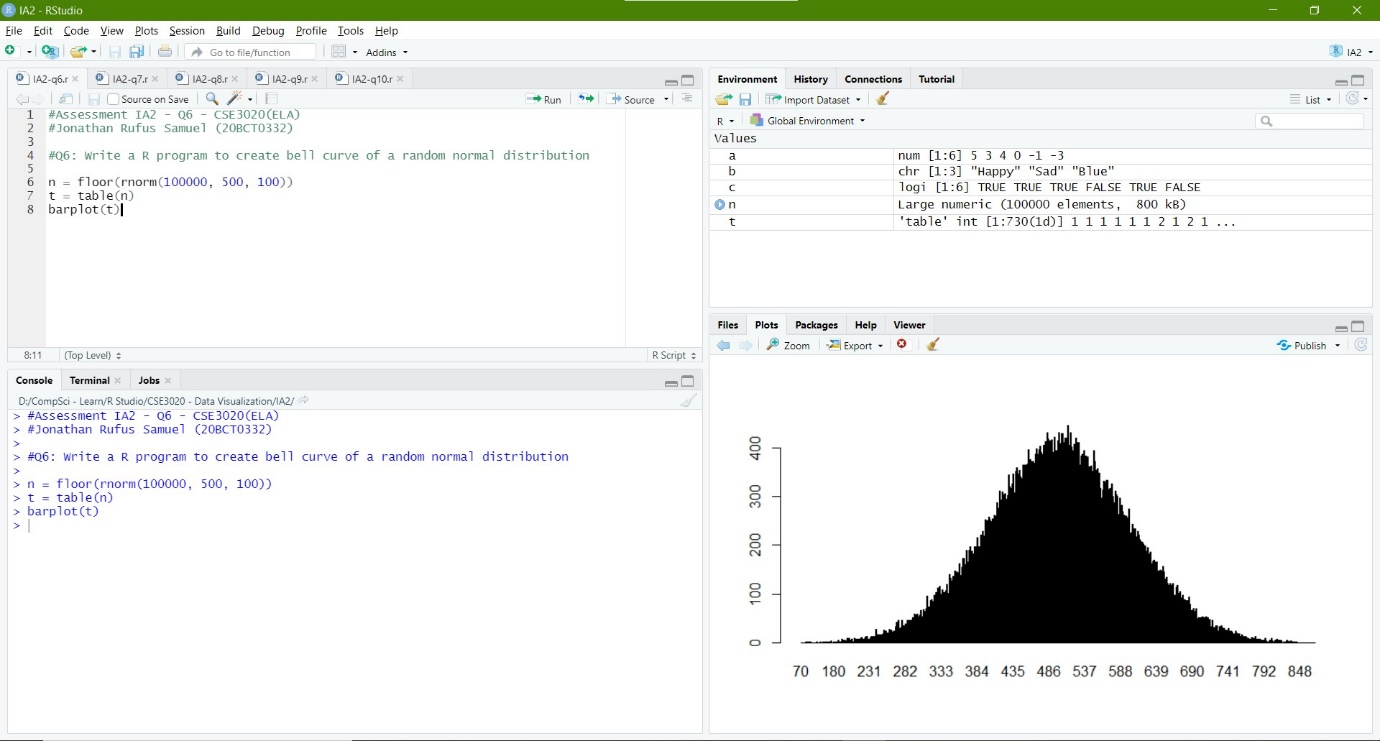 IA2 - RStudio
File Edit Code View Plots Session Build Debug Profile Tools Help
Go to file/function Addins IA2
IA2-q6.r IA2-q7.r IA2-q8.r IA2-q9.r IA2-q10.r
Source on Save Run Source
1 #Assessment IA2 - Q6 - CSE3020(ELA)
2 #Jonathan Rufus Samuel (20BCT0332)
3
4 #Q6: Write a R program to create bell curve of a random normal distribution
5
6 n = floor(rnorm(100000, 500, 100))
7 t = table(n)
8 barplot(t)
8:11 (Top Level) R Script
Console Terminal Jobs
D:/CompSci - Learn/R Studio/CSE3020 - Data Visualization/IA2/
> #Assessment IA2 - Q6 - CSE3020(ELA)
> #Jonathan Rufus Samuel (20BCT0332)
>
> #Q6: Write a R program to create bell curve of a random normal distribution
>
> n = floor(rnorm(100000, 500, 100))
> t = table(n)
> barplot(t)
>
Environment History Connections Tutorial
Import Dataset List
R Global Environment
Values
a num [1:6] 5 3 4 0 -1 -3
b chr [1:3] "Happy" "Sad" "Blue"
c logi [1:6] TRUE TRUE TRUE FALSE TRUE FALSE
n Large numeric (100000 elements, 800 kB)
t 'table' int [1:730(1d)] 1 1 1 1 1 1 2 1 2 1 ...
Files Plots Packages Help Viewer
Zoom Export Publish
400
300
200
100
0
70 180 231 282 333 384 435 486 537 588 639 690 741 792 848